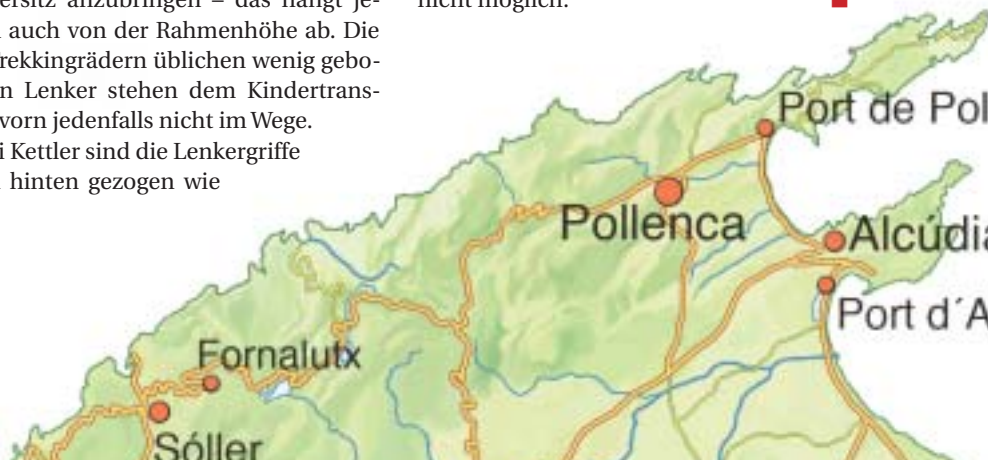 ersitz anzubringen – das hängt je-
auch von der Rahmenhöhe ab. Die
Trekkingrädern üblichen wenig gebo-
n Lenker stehen dem Kindertrans-
vorn jedenfalls nicht im Wege.
i Kettler sind die Lenkergriffe
hinten gezogen wie
nicht möglich.
Port de Pol
Pollenca
Alcúdia
Port d´A
Fornalutx
Sóller